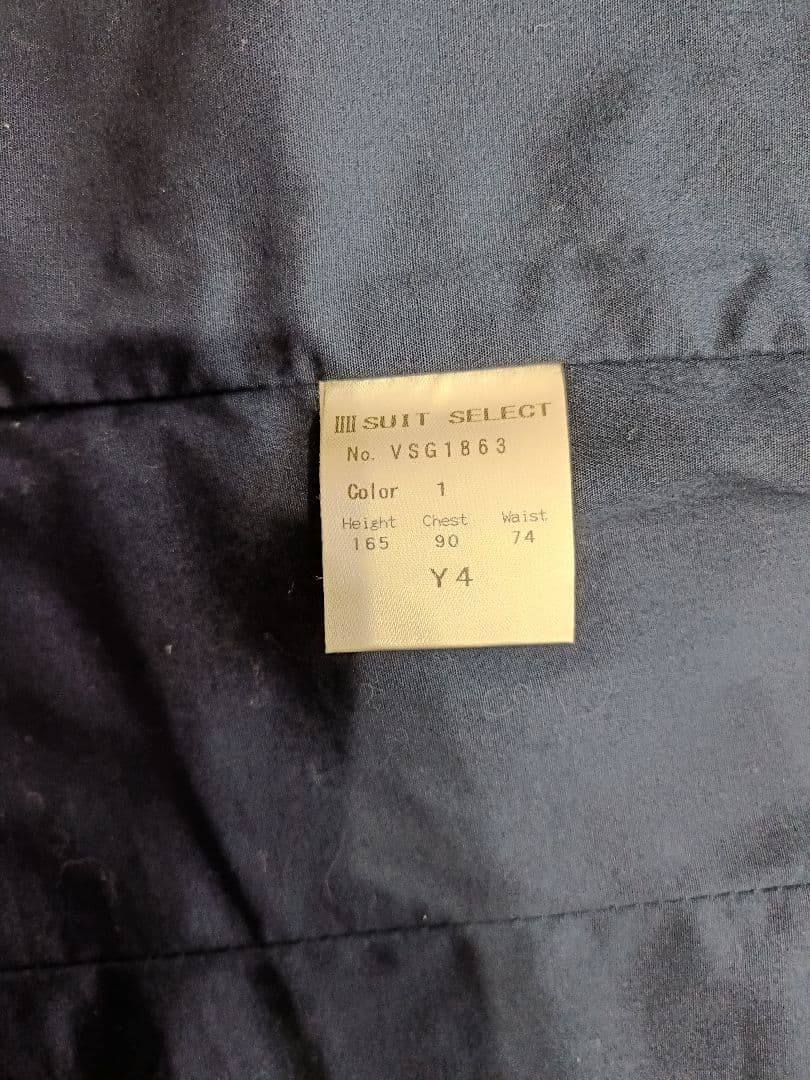 SUIT SELECT
No. VSG1863
Color 1
Height Chest Waist
165 90 74
Y4